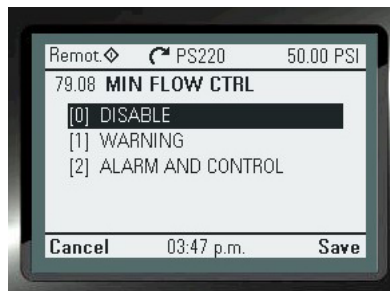 Remot. PS220 50.00 PSI
79.08 MIN FLOW CTRL
[0] DISABLE
[1] WARNING
[2] ALARM AND CONTROL
Cancel 03:47 p.m. Save